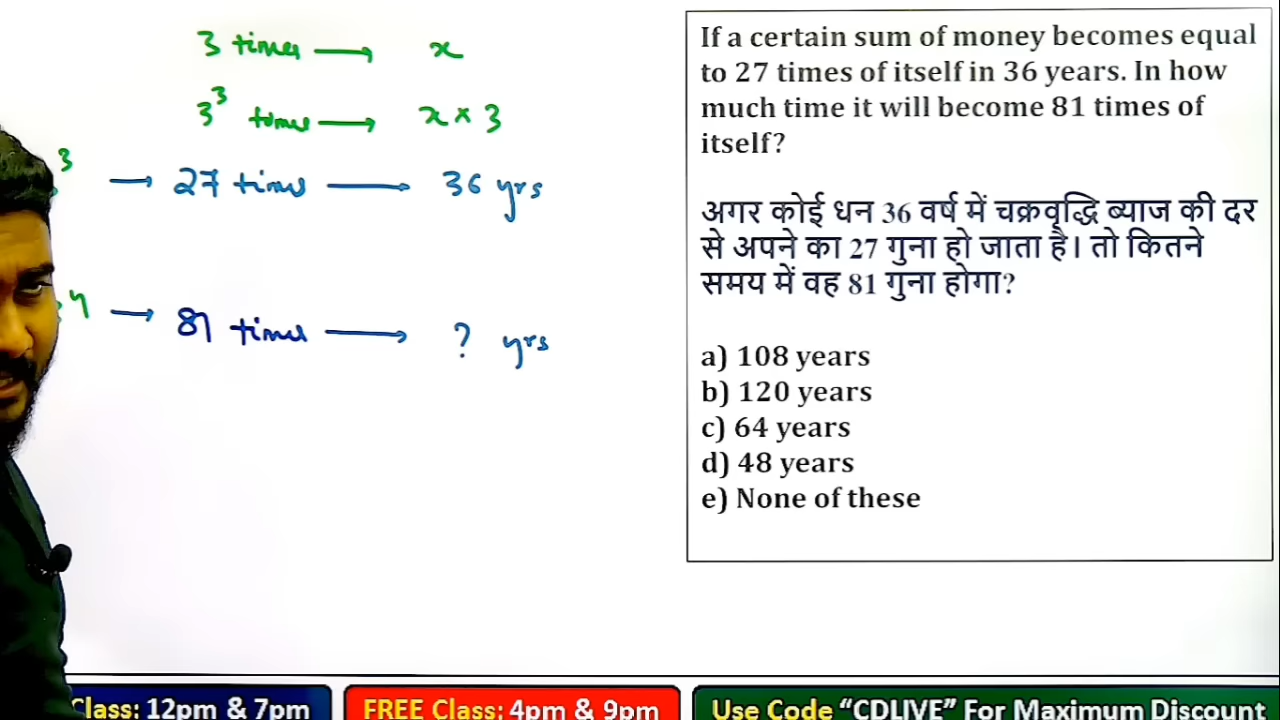 3 times → x
3³ times → x × 3
3 → 27 times → 36 yrs
4 → 81 times → ? yrs
If a certain sum of money becomes equal
to 27 times of itself in 36 years. In how
much time it will become 81 times of
itself?
अगर कोई धन 36 वर्ष में चक्रवृद्धि ब्याज की दर
से अपने का 27 गुना हो जाता है। तो कितने
समय में वह 81 गुना होगा?
a) 108 years
b) 120 years
c) 64 years
d) 48 years
e) None of these
Class: 12pm & 7pm
FREE Class: 4pm & 9pm
Use Code “CDLIVE” For Maximum Discount